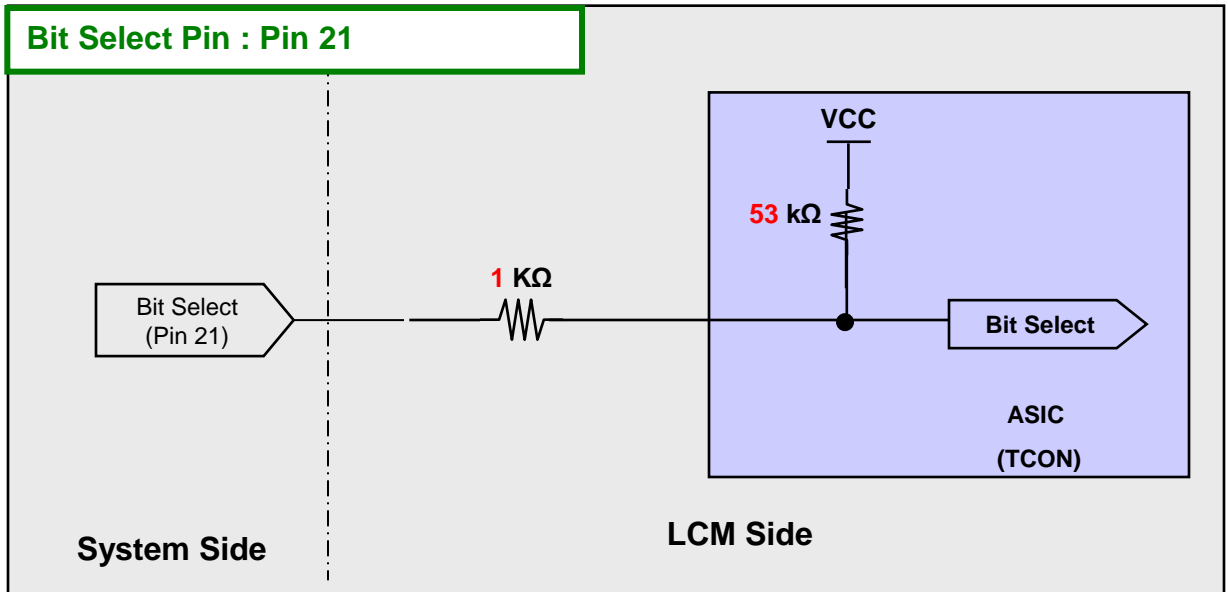 Bit Select Pin : Pin 21
VCC
53 kΩ
1 KΩ
Bit Select
(Pin 21)
Bit Select
ASIC
(TCON)
System Side
LCM Side